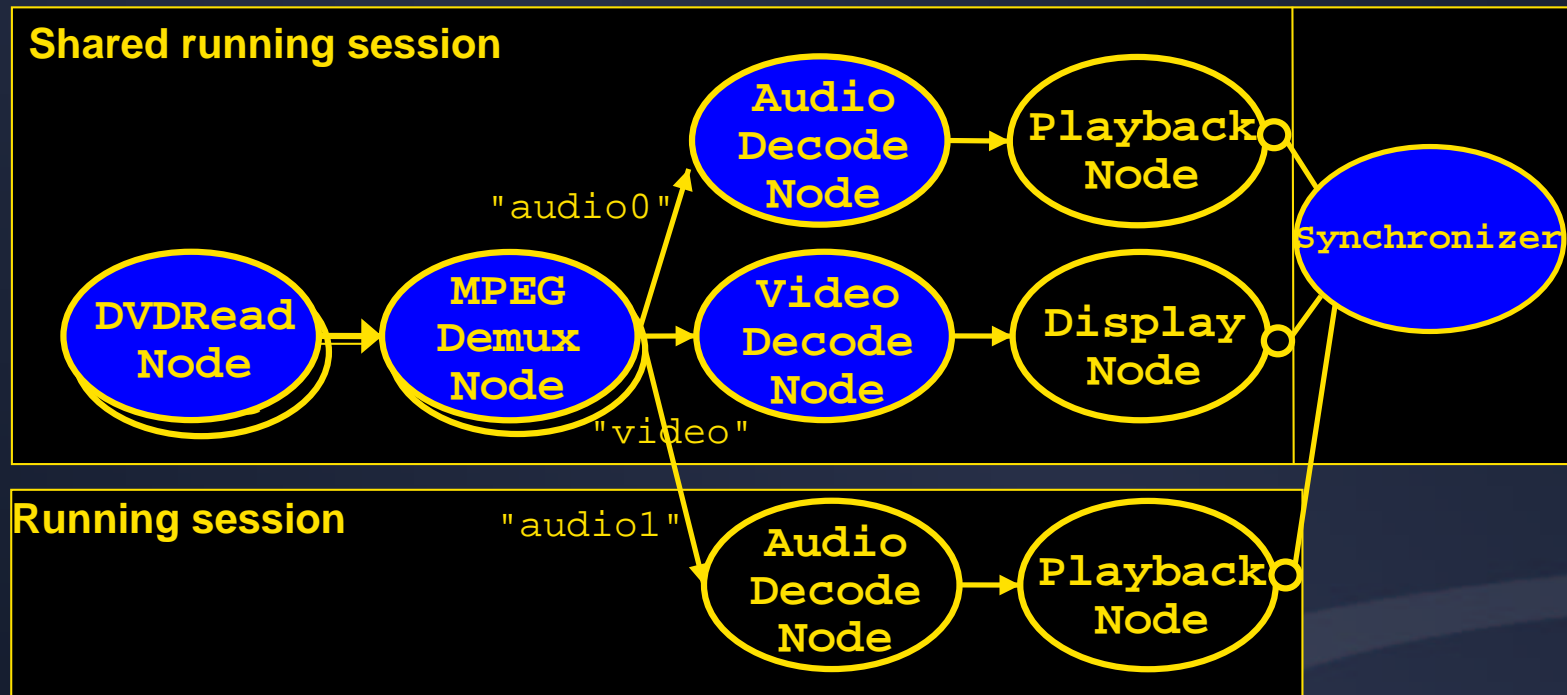 Shared running session
Audio
Decode
Node
Playback
Node
"audio0"
Synchronizer
DVDRead
Node
MPEG
Demux
Node
Video
Decode
Node
Display
Node
"video"
Running session
"audio1"
Audio
Decode
Node
Playback
Node